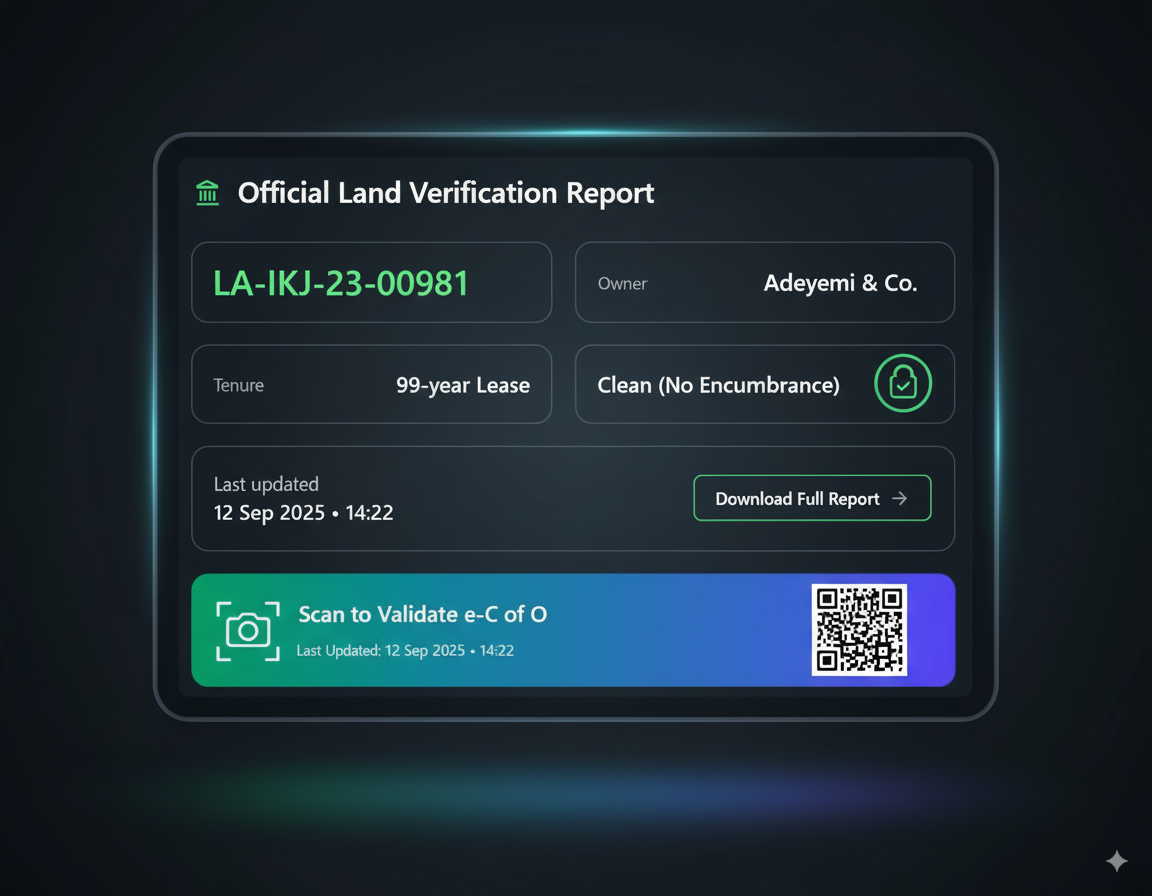 Official Land Verification Report
LA-IKJ-23-00981
Owner
Adeyemi & Co.
Tenure
99-year Lease
Clean (No Encumbrance)
Last updated
12 Sep 2025 • 14:22
Download Full Report →
Scan to Validate e-C of O
Last Updated: 12 Sep 2025 • 14:22